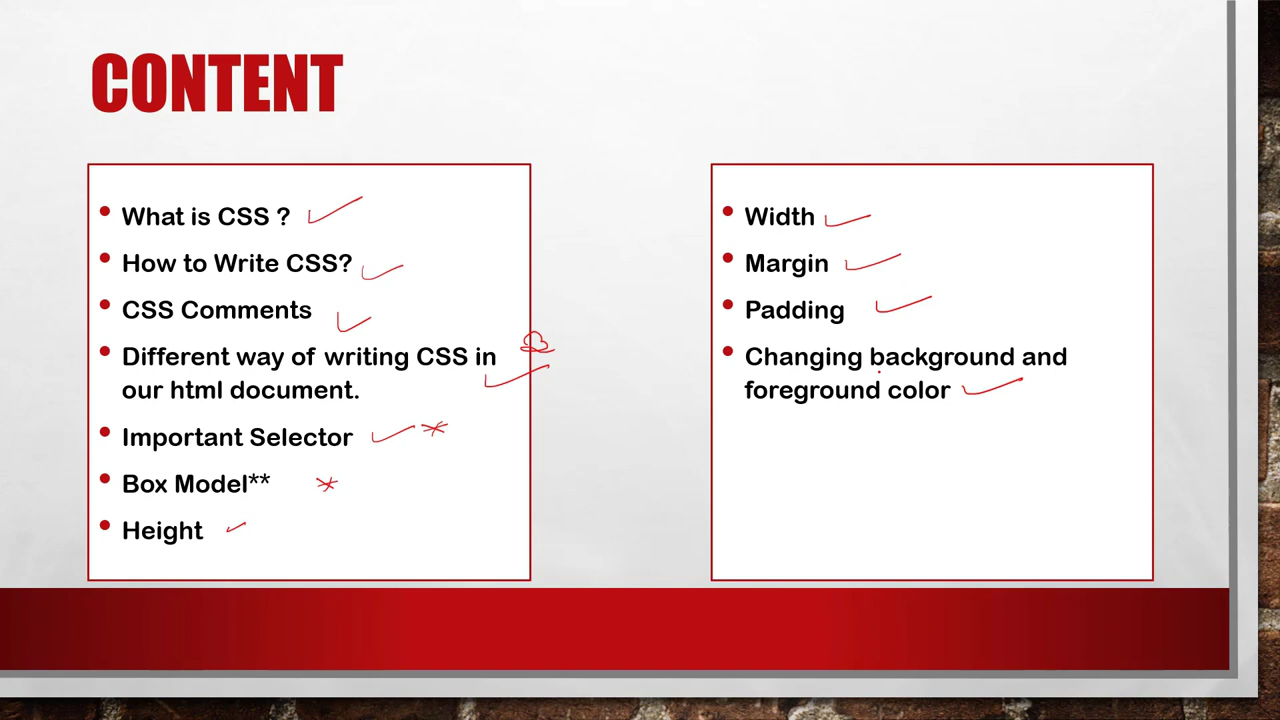 CONTENT
• What is CSS ?
• How to Write CSS?
• CSS Comments
• Different way of writing CSS in
our html document.
• Important Selector *
• Box Model** *
• Height
• Width
• Margin
• Padding
• Changing background and
foreground color